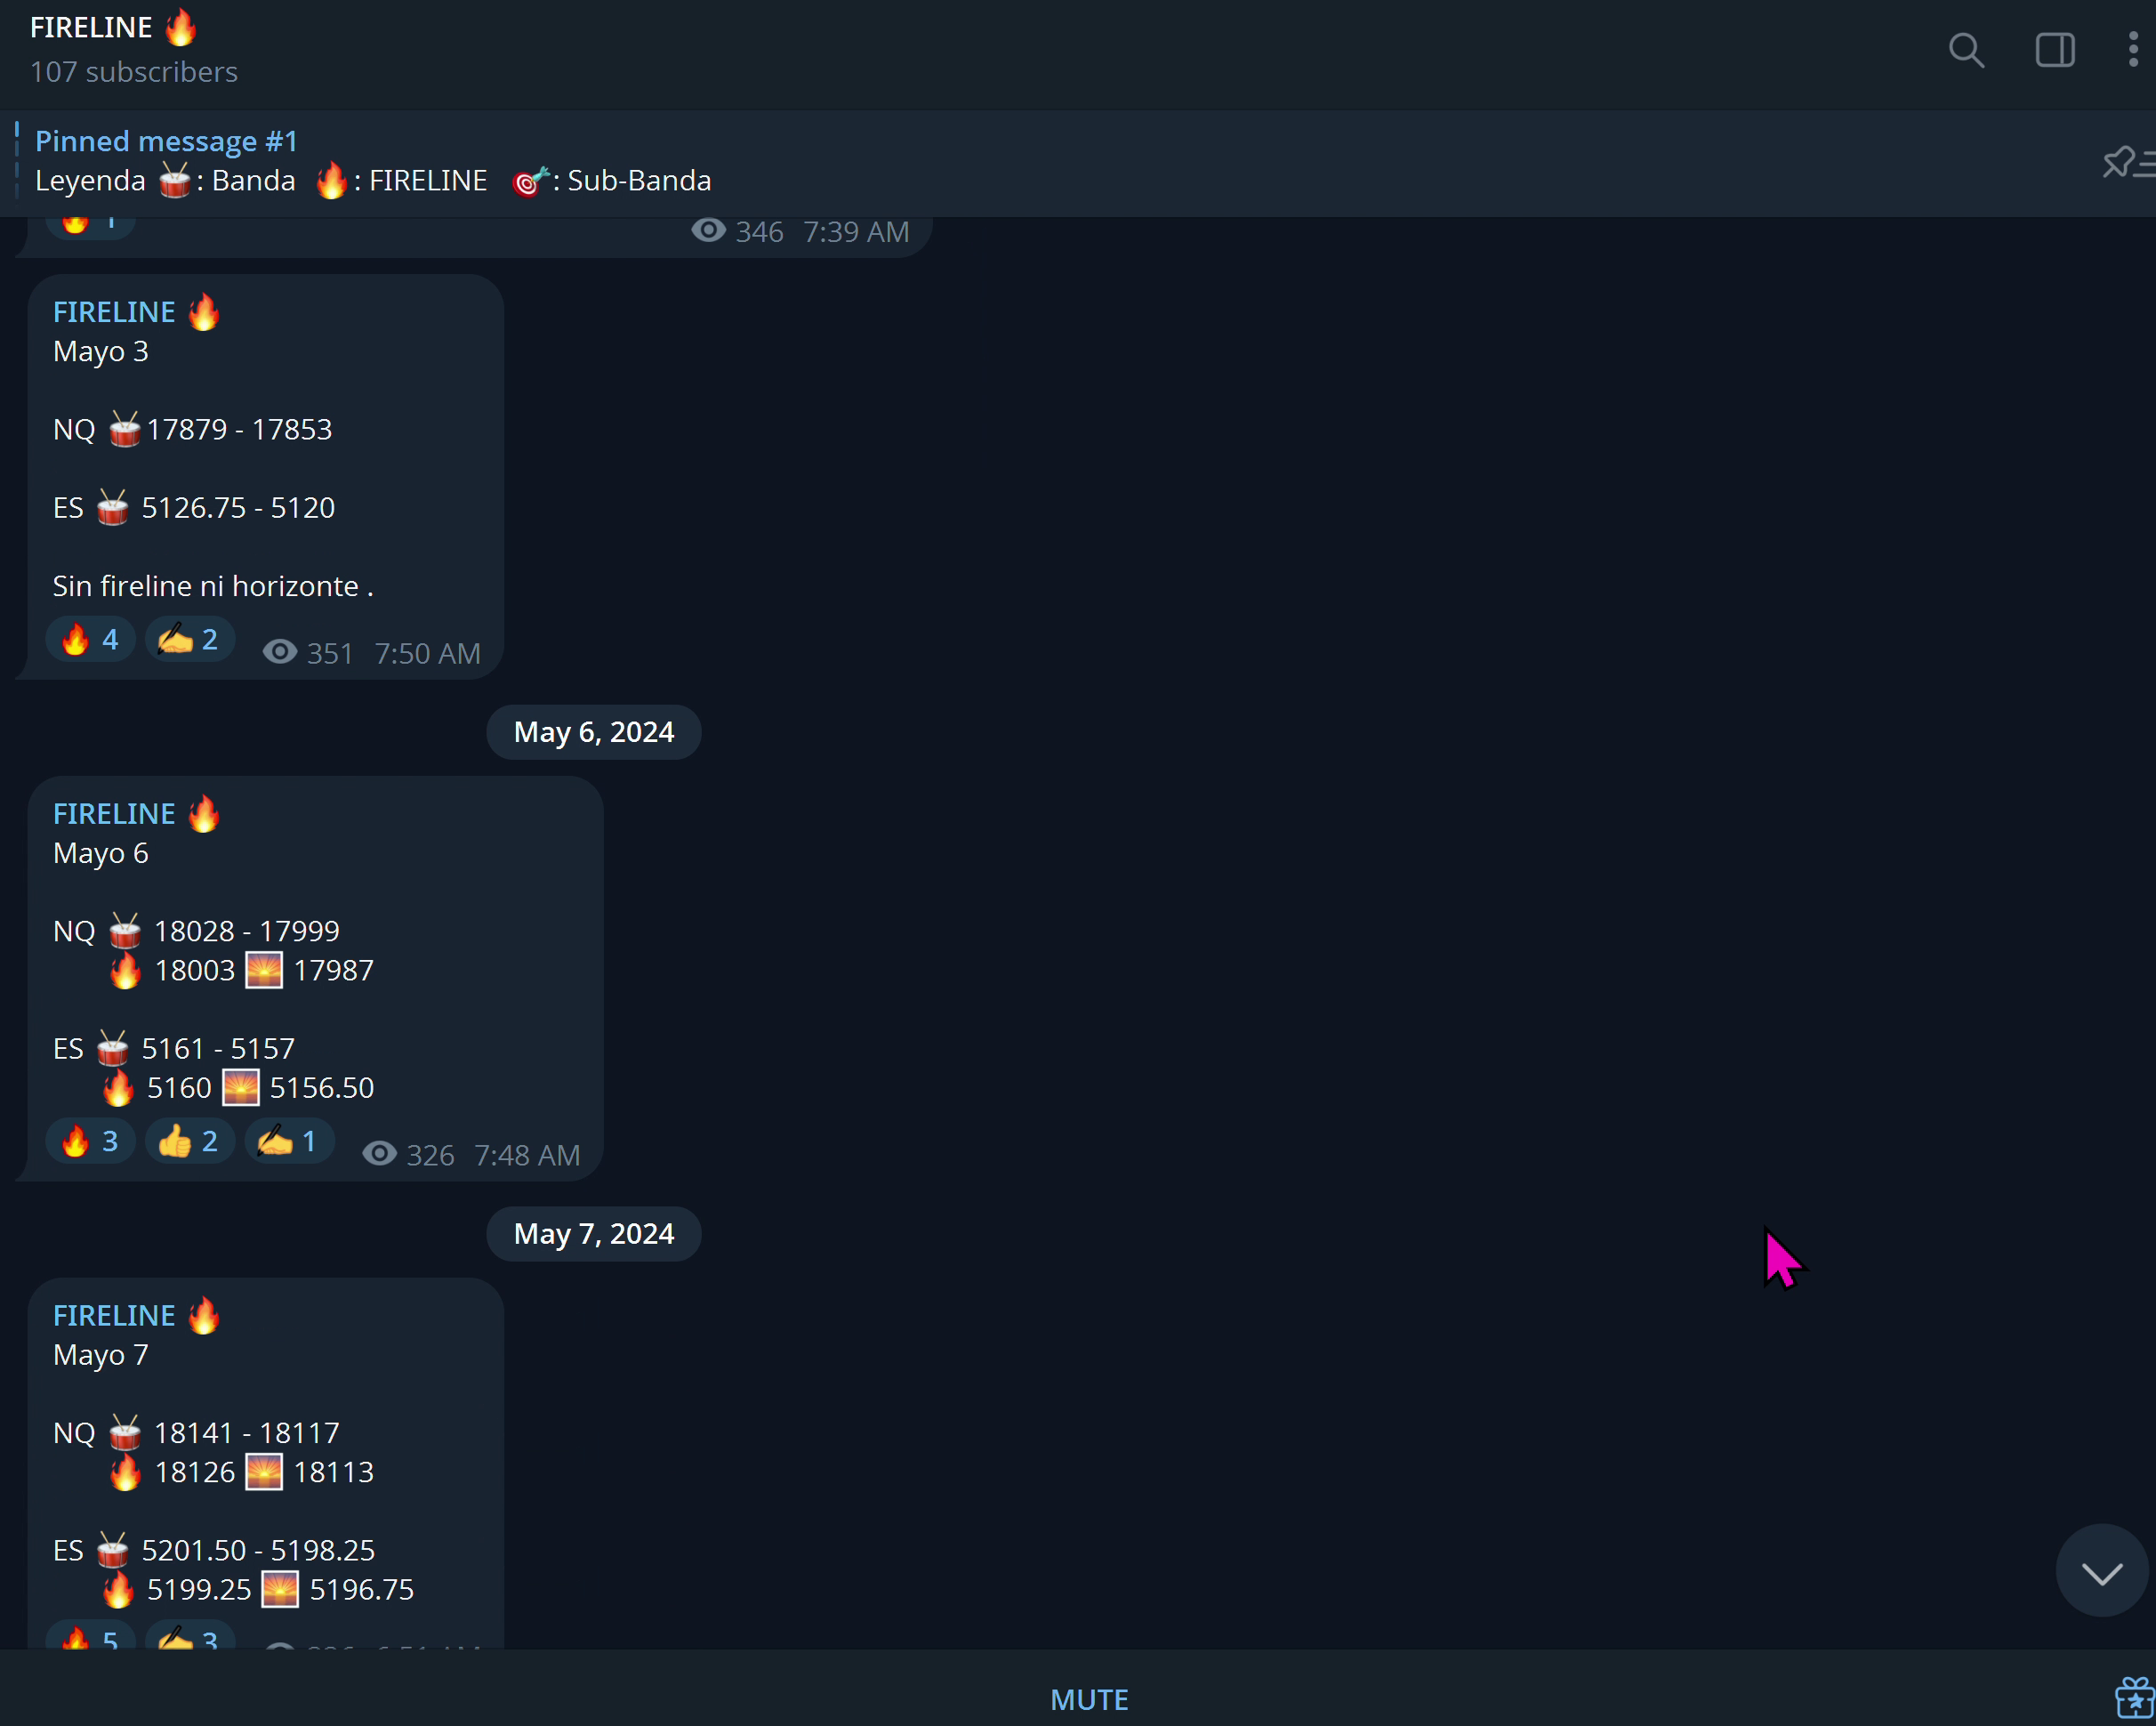 FIRELINE 🔥
107 subscribers
Pinned message #1
Leyenda 🥁: Banda 🔥: FIRELINE 🎯: Sub-Banda
🔥 1 346 7:39 AM
FIRELINE 🔥
Mayo 3
NQ 🥁17879 - 17853
ES 🥁 5126.75 - 5120
Sin fireline ni horizonte .
🔥 4 ✍️ 2 351 7:50 AM
May 6, 2024
FIRELINE 🔥
Mayo 6
NQ 🥁 18028 - 17999
🔥 18003 🌅 17987
ES 🥁 5161 - 5157
🔥 5160 🌅 5156.50
🔥 3 👍 2 ✍️ 1 326 7:48 AM
May 7, 2024
FIRELINE 🔥
Mayo 7
NQ 🥁 18141 - 18117
🔥 18126 🌅 18113
ES 🥁 5201.50 - 5198.25
🔥 5199.25 🌅 5196.75
🔥 5 ✍️ 3
MUTE